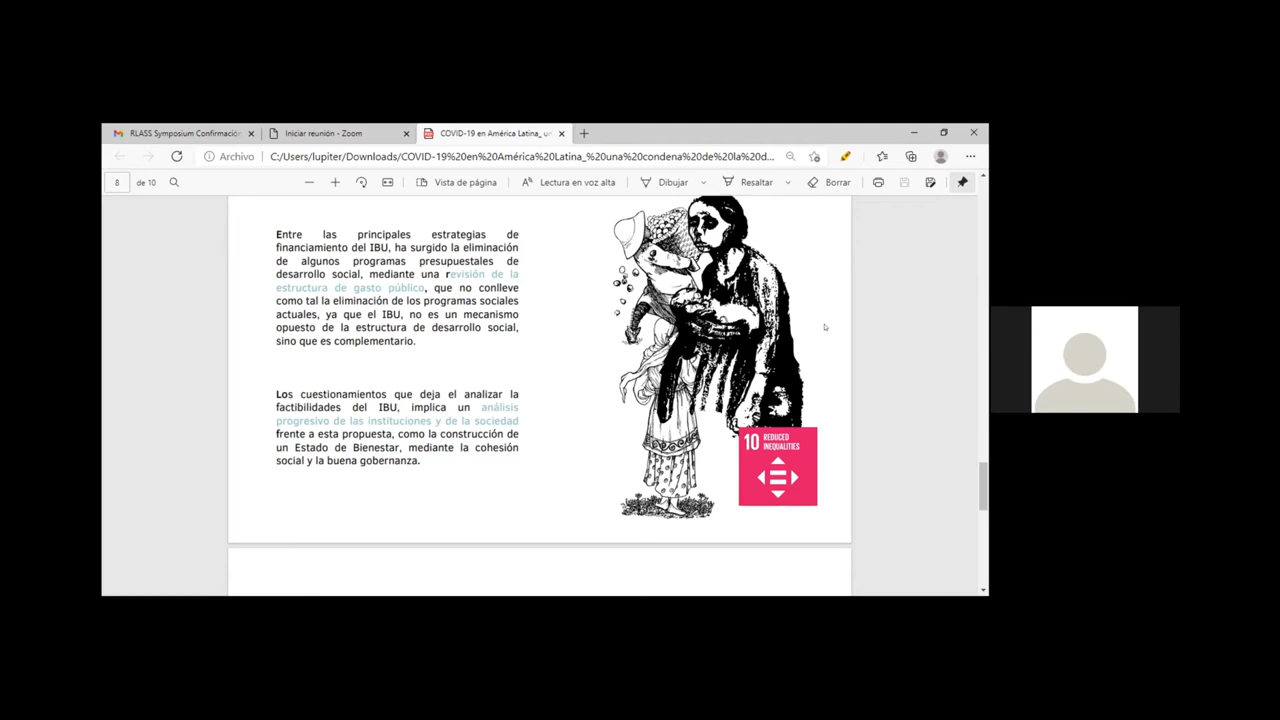 RLASS Symposium Confirmación
Iniciar reunión - Zoom
COVID-19 en América Latina_ un
Archivo
C:/Users/lupiter/Downloads/COVID-19%20en%20América%20Latina_%20una%20condena%20de%20la%20d...
8 de 10
Vista de página
Lectura en voz alta
Dibujar
Resaltar
Borrar
Entre las principales estrategias de
financiamiento del IBU, ha surgido la eliminación
de algunos programas presupuestales de
desarrollo social, mediante una revisión de la
estructura de gasto público, que no conlleve
como tal la eliminación de los programas sociales
actuales, ya que el IBU, no es un mecanismo
opuesto de la estructura de desarrollo social,
sino que es complementario.
Los cuestionamientos que deja el analizar la
factibilidades del IBU, implica un análisis
progresivo de las instituciones y de la sociedad
frente a esta propuesta, como la construcción de
un Estado de Bienestar, mediante la cohesión
social y la buena gobernanza.
10 REDUCED
INEQUALITIES